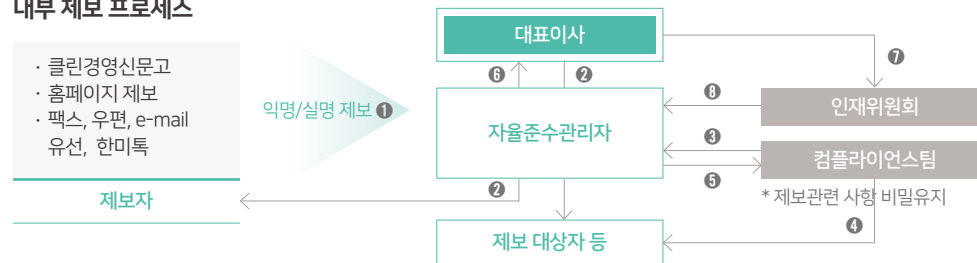 내부 제보 프로세스
· 클린경영신문고
· 홈페이지 제보
· 팩스, 우편, e-mail
유선, 한미톡
제보자
익명/실명 제보 ❶
대표이사
❻
❷
자율준수관리자
❷
제보 대상자 등
❼
❽
인재위원회
❸
컴플라이언스팀
❺
* 제보관련 사항 비밀유지
❹